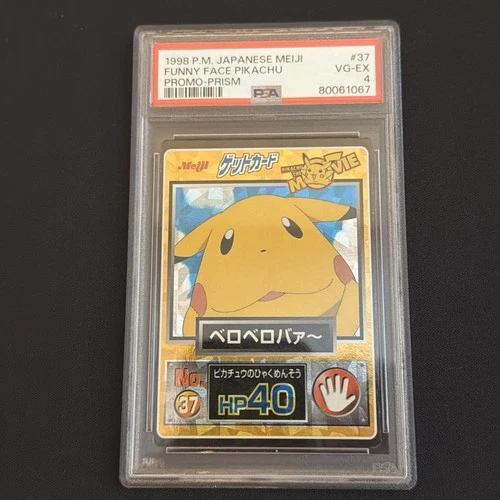 1998 P.M. JAPANESE MEIJI #37
FUNNY FACE PIKACHU VG-EX
PROMO-PRISM 4
PSA 80061067
Meiji ゲットカード PIKACHU THE MOVIE
ベロベロバァ〜
No. ピカチュウのひゃくめんそう
37 HP40